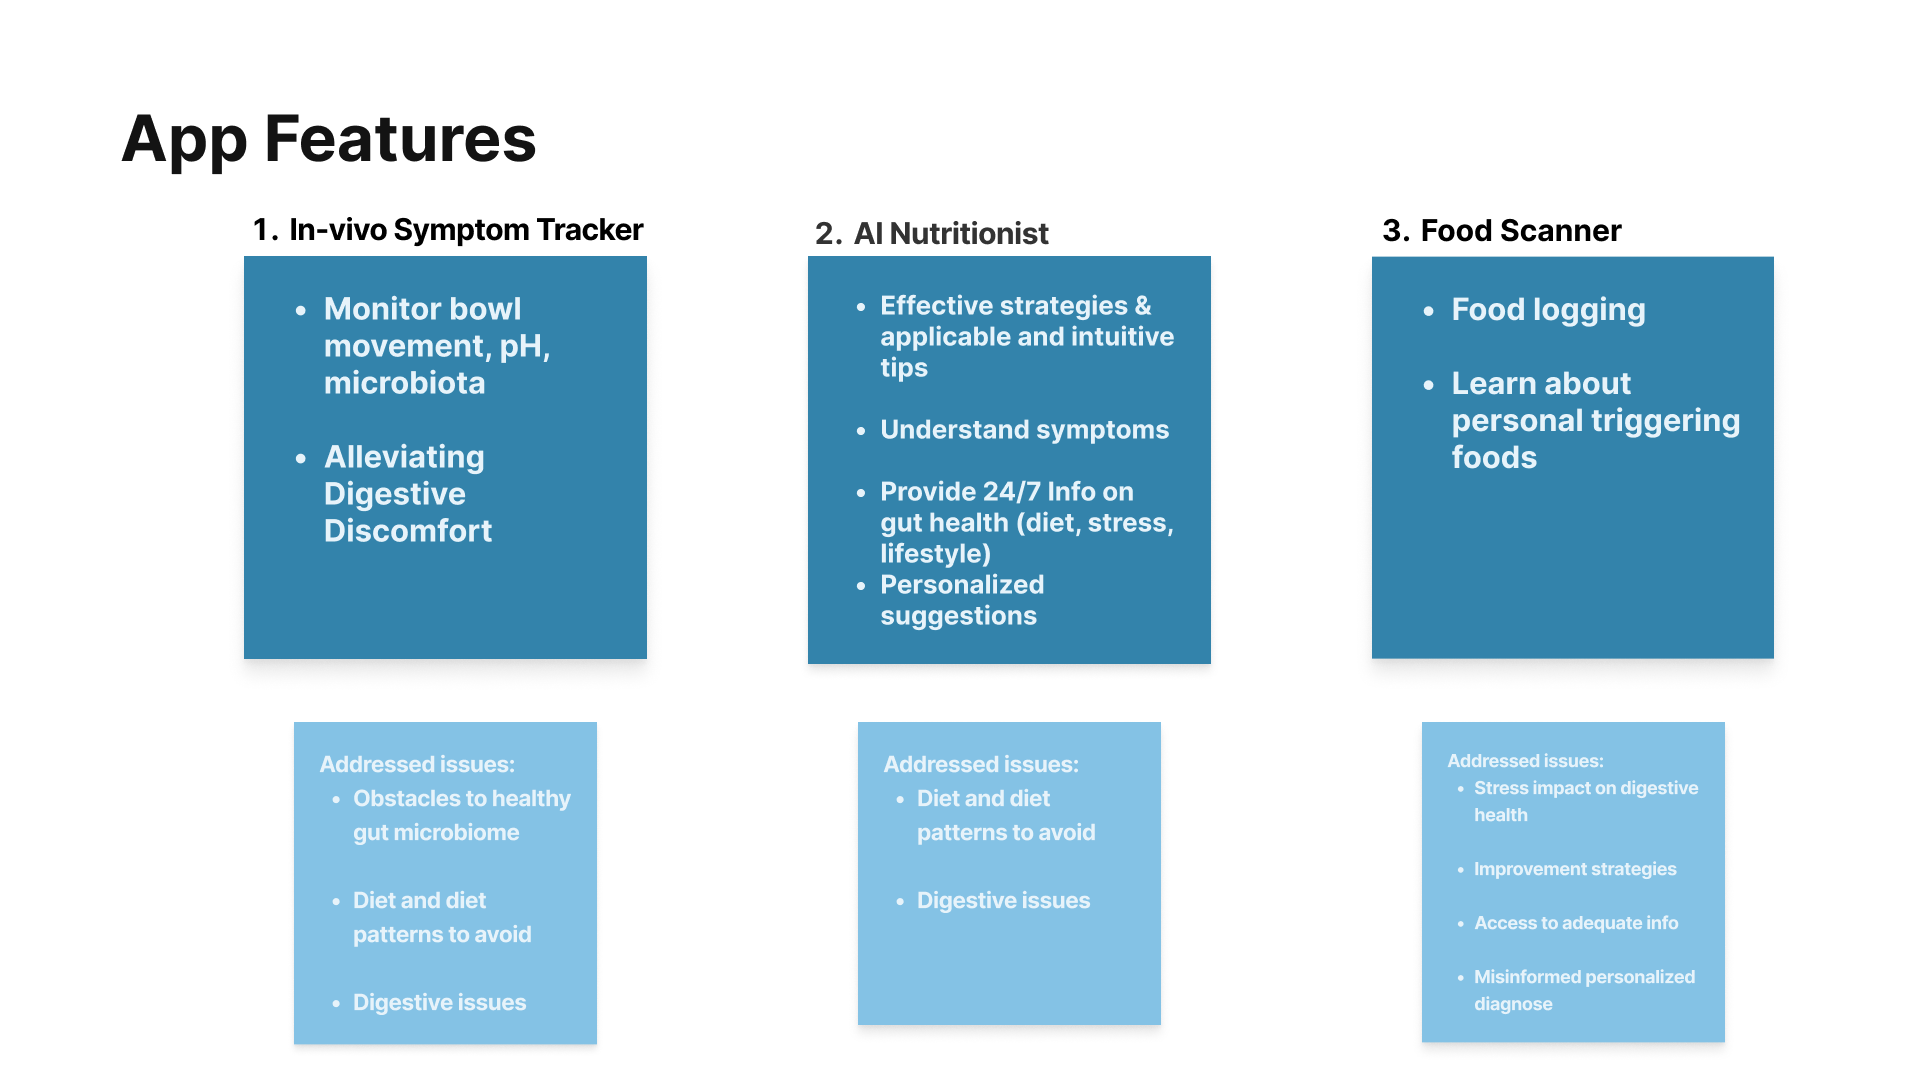 App Features
1. In-vivo Symptom Tracker
• Monitor bowl
movement, pH,
microbiota
• Alleviating
Digestive
Discomfort
Addressed issues:
• Obstacles to healthy
gut microbiome
• Diet and diet
patterns to avoid
• Digestive issues
2. AI Nutritionist
• Effective strategies &
applicable and intuitive
tips
• Understand symptoms
• Provide 24/7 Info on
gut health (diet, stress,
lifestyle)
• Personalized
suggestions
Addressed issues:
• Diet and diet
patterns to avoid
• Digestive issues
3. Food Scanner
• Food logging
• Learn about
personal triggering
foods
Addressed issues:
• Stress impact on digestive
health
• Improvement strategies
• Access to adequate info
• Misinformed personalized
diagnose